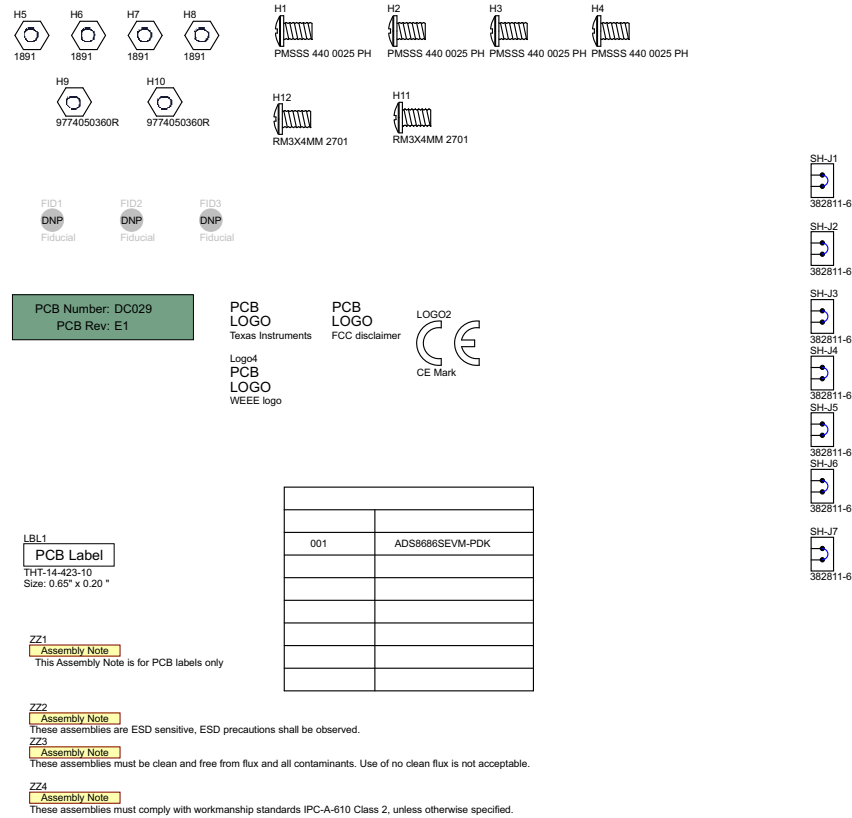 H5 H6 H7 H8
1891 1891 1891 1891
H1 H2 H3 H4
PMSSS 440 0025 PH PMSSS 440 0025 PH PMSSS 440 0025 PH PMSSS 440 0025 PH
H9 H10
9774050360R 9774050360R
H12 H11
RM3X4MM 2701 RM3X4MM 2701
SH-J1
382811-6
SH-J2
382811-6
SH-J3
382811-6
SH-J4
382811-6
SH-J5
382811-6
SH-J6
382811-6
SH-J7
382811-6
FID1 FID2 FID3
DNP DNP DNP
Fiducial Fiducial Fiducial
PCB Number: DC029
PCB Rev: E1
PCB
LOGO
Texas Instruments
PCB
LOGO
FCC disclaimer
LOGO2
CE
CE Mark
Logo4
PCB
LOGO
WEEE logo
001 ADS8686SEVM-PDK
LBL1
PCB Label
THT-14-423-10
Size: 0.65" x 0.20 "
ZZ1
Assembly Note
This Assembly Note is for PCB labels only
ZZ2
Assembly Note
These assemblies are ESD sensitive, ESD precautions shall be observed.
ZZ3
Assembly Note
These assemblies must be clean and free from flux and all contaminants. Use of no clean flux is not acceptable.
ZZ4
Assembly Note
These assemblies must comply with workmanship standards IPC-A-610 Class 2, unless otherwise specified.